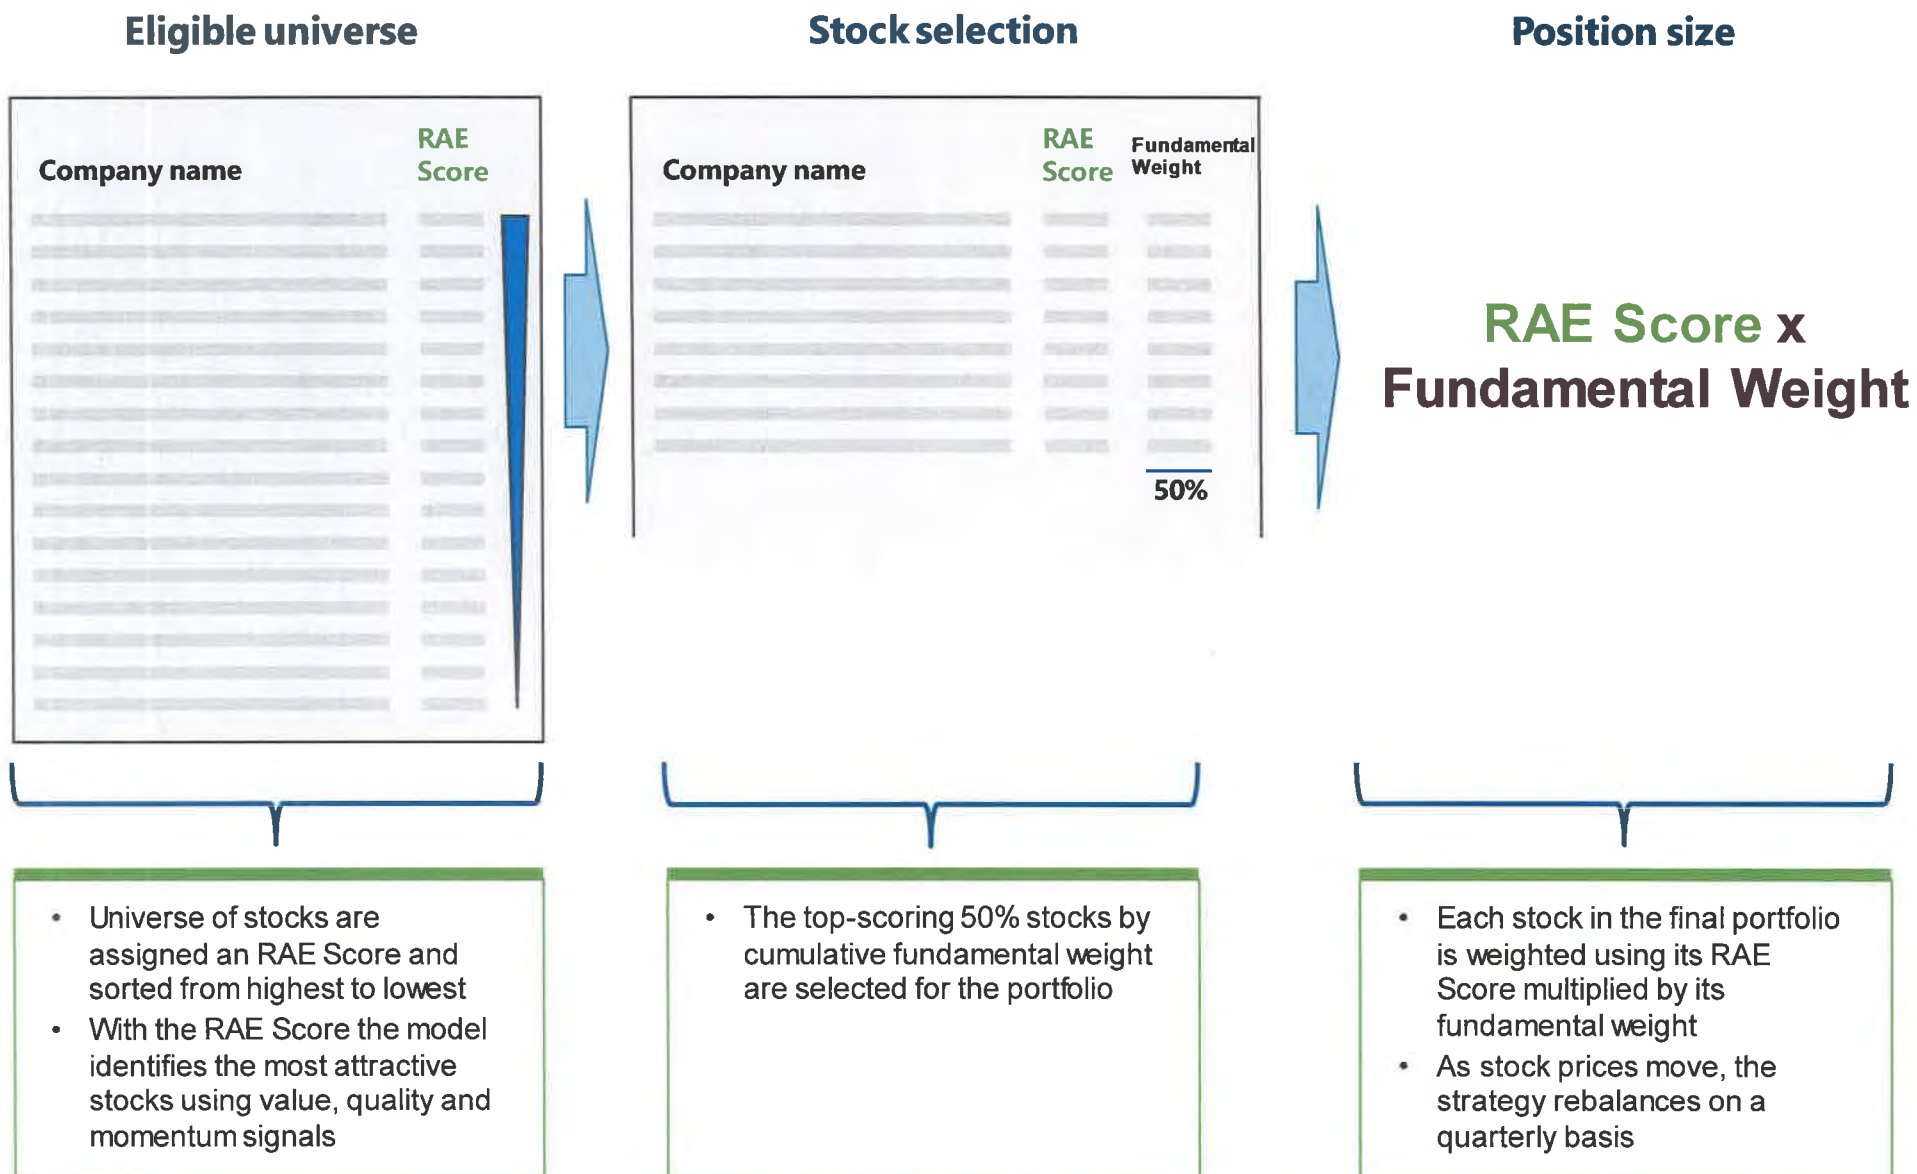 Eligible universe
Stock selection
Position size
Company name
RAE
Score
Company name
RAE
Score
Fundamental
Weight
50%
RAE Score x
Fundamental Weight
• Universe of stocks are
assigned an RAE Score and
sorted from highest to lowest
• With the RAE Score the model
identifies the most attractive
stocks using value, quality and
momentum signals
• The top-scoring 50% stocks by
cumulative fundamental weight
are selected for the portfolio
• Each stock in the final portfolio
is weighted using its RAE
Score multiplied by its
fundamental weight
• As stock prices move, the
strategy rebalances on a
quarterly basis